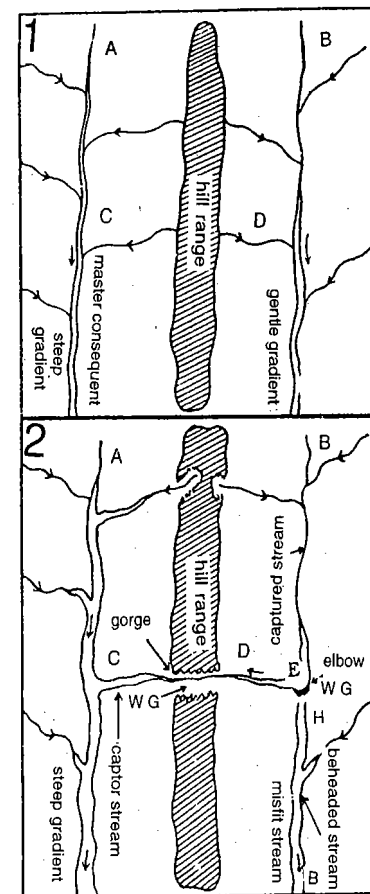 1
A
B
hill range
C
D
master consequent
steep
gradient
gentle gradient
2
A
B
hill range
captured stream
gorge
C
D
E
elbow
W G
W G
H
captor stream
steep gradient
misfit stream
beheaded stream
B